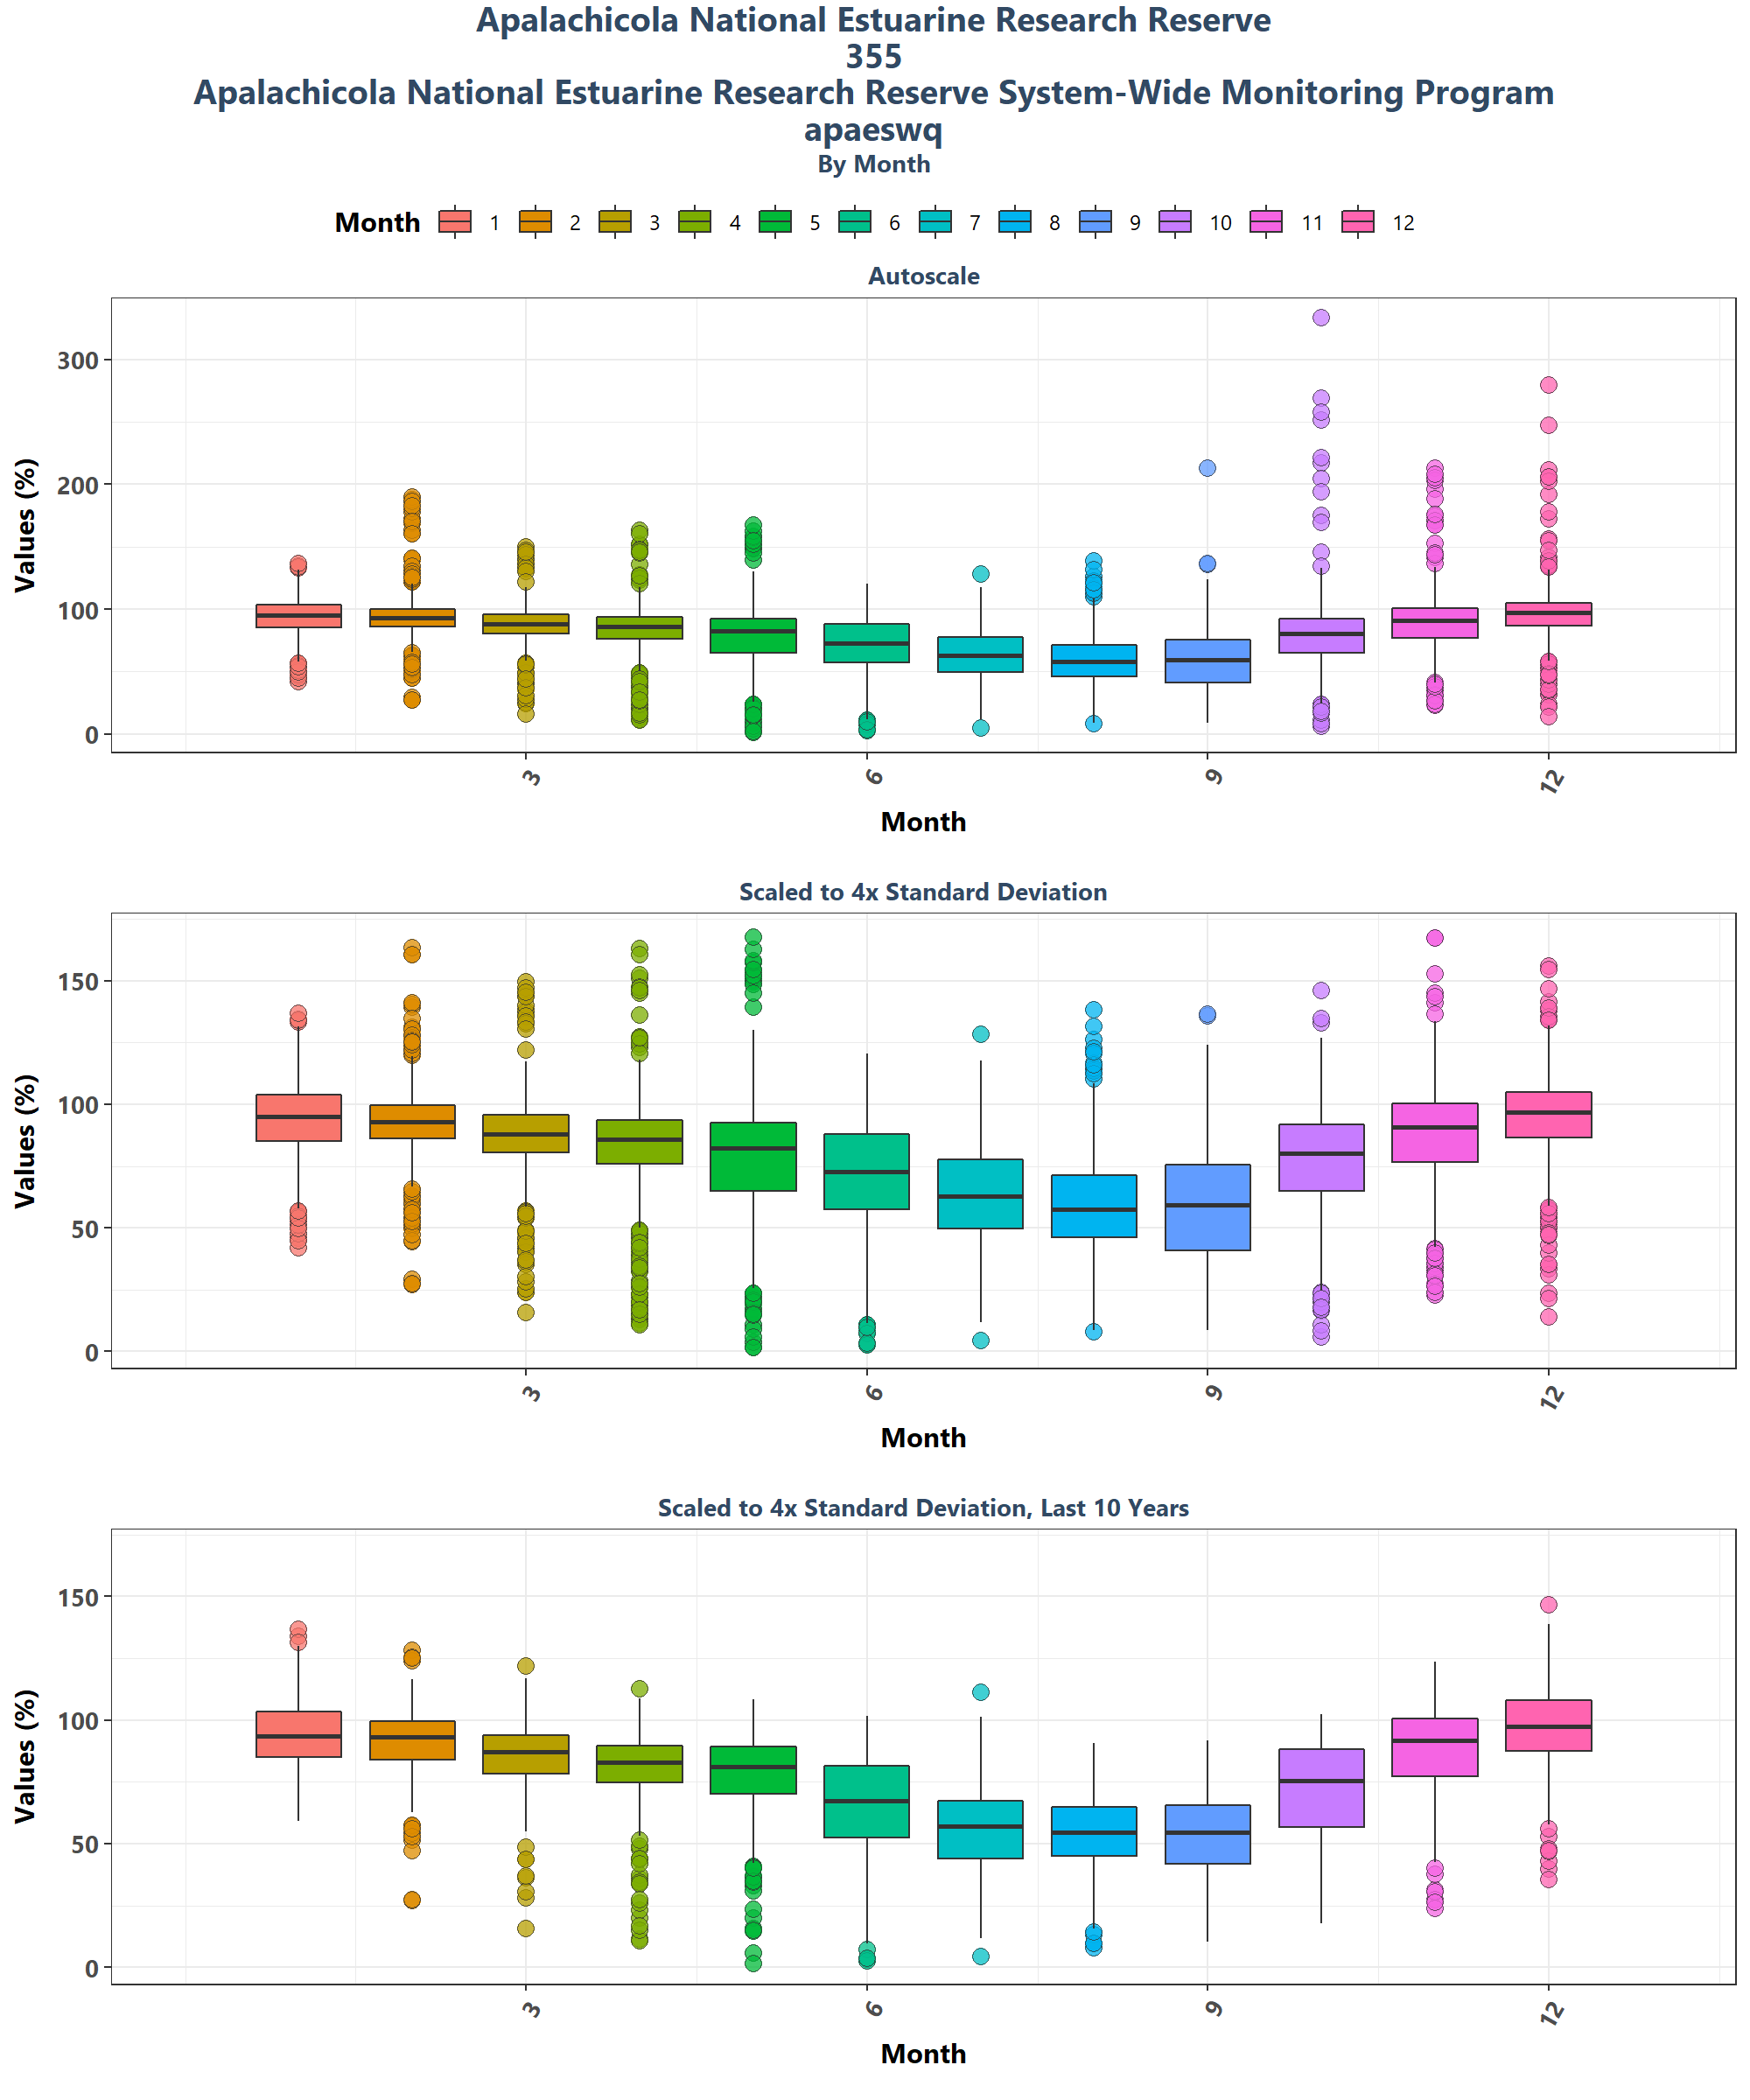 Apalachicola National Estuarine Research Reserve
355
Apalachicola National Estuarine Research Reserve System-Wide Monitoring Program
apaeswq
By Month
Month 1 2 3 4 5 6 7 8 9 10 11 12
Autoscale
Values (%)
300
200
100
0
3 6 9 12
Month
Scaled to 4x Standard Deviation
Values (%)
150
100
50
0
3 6 9 12
Month
Scaled to 4x Standard Deviation, Last 10 Years
Values (%)
150
100
50
0
3 6 9 12
Month